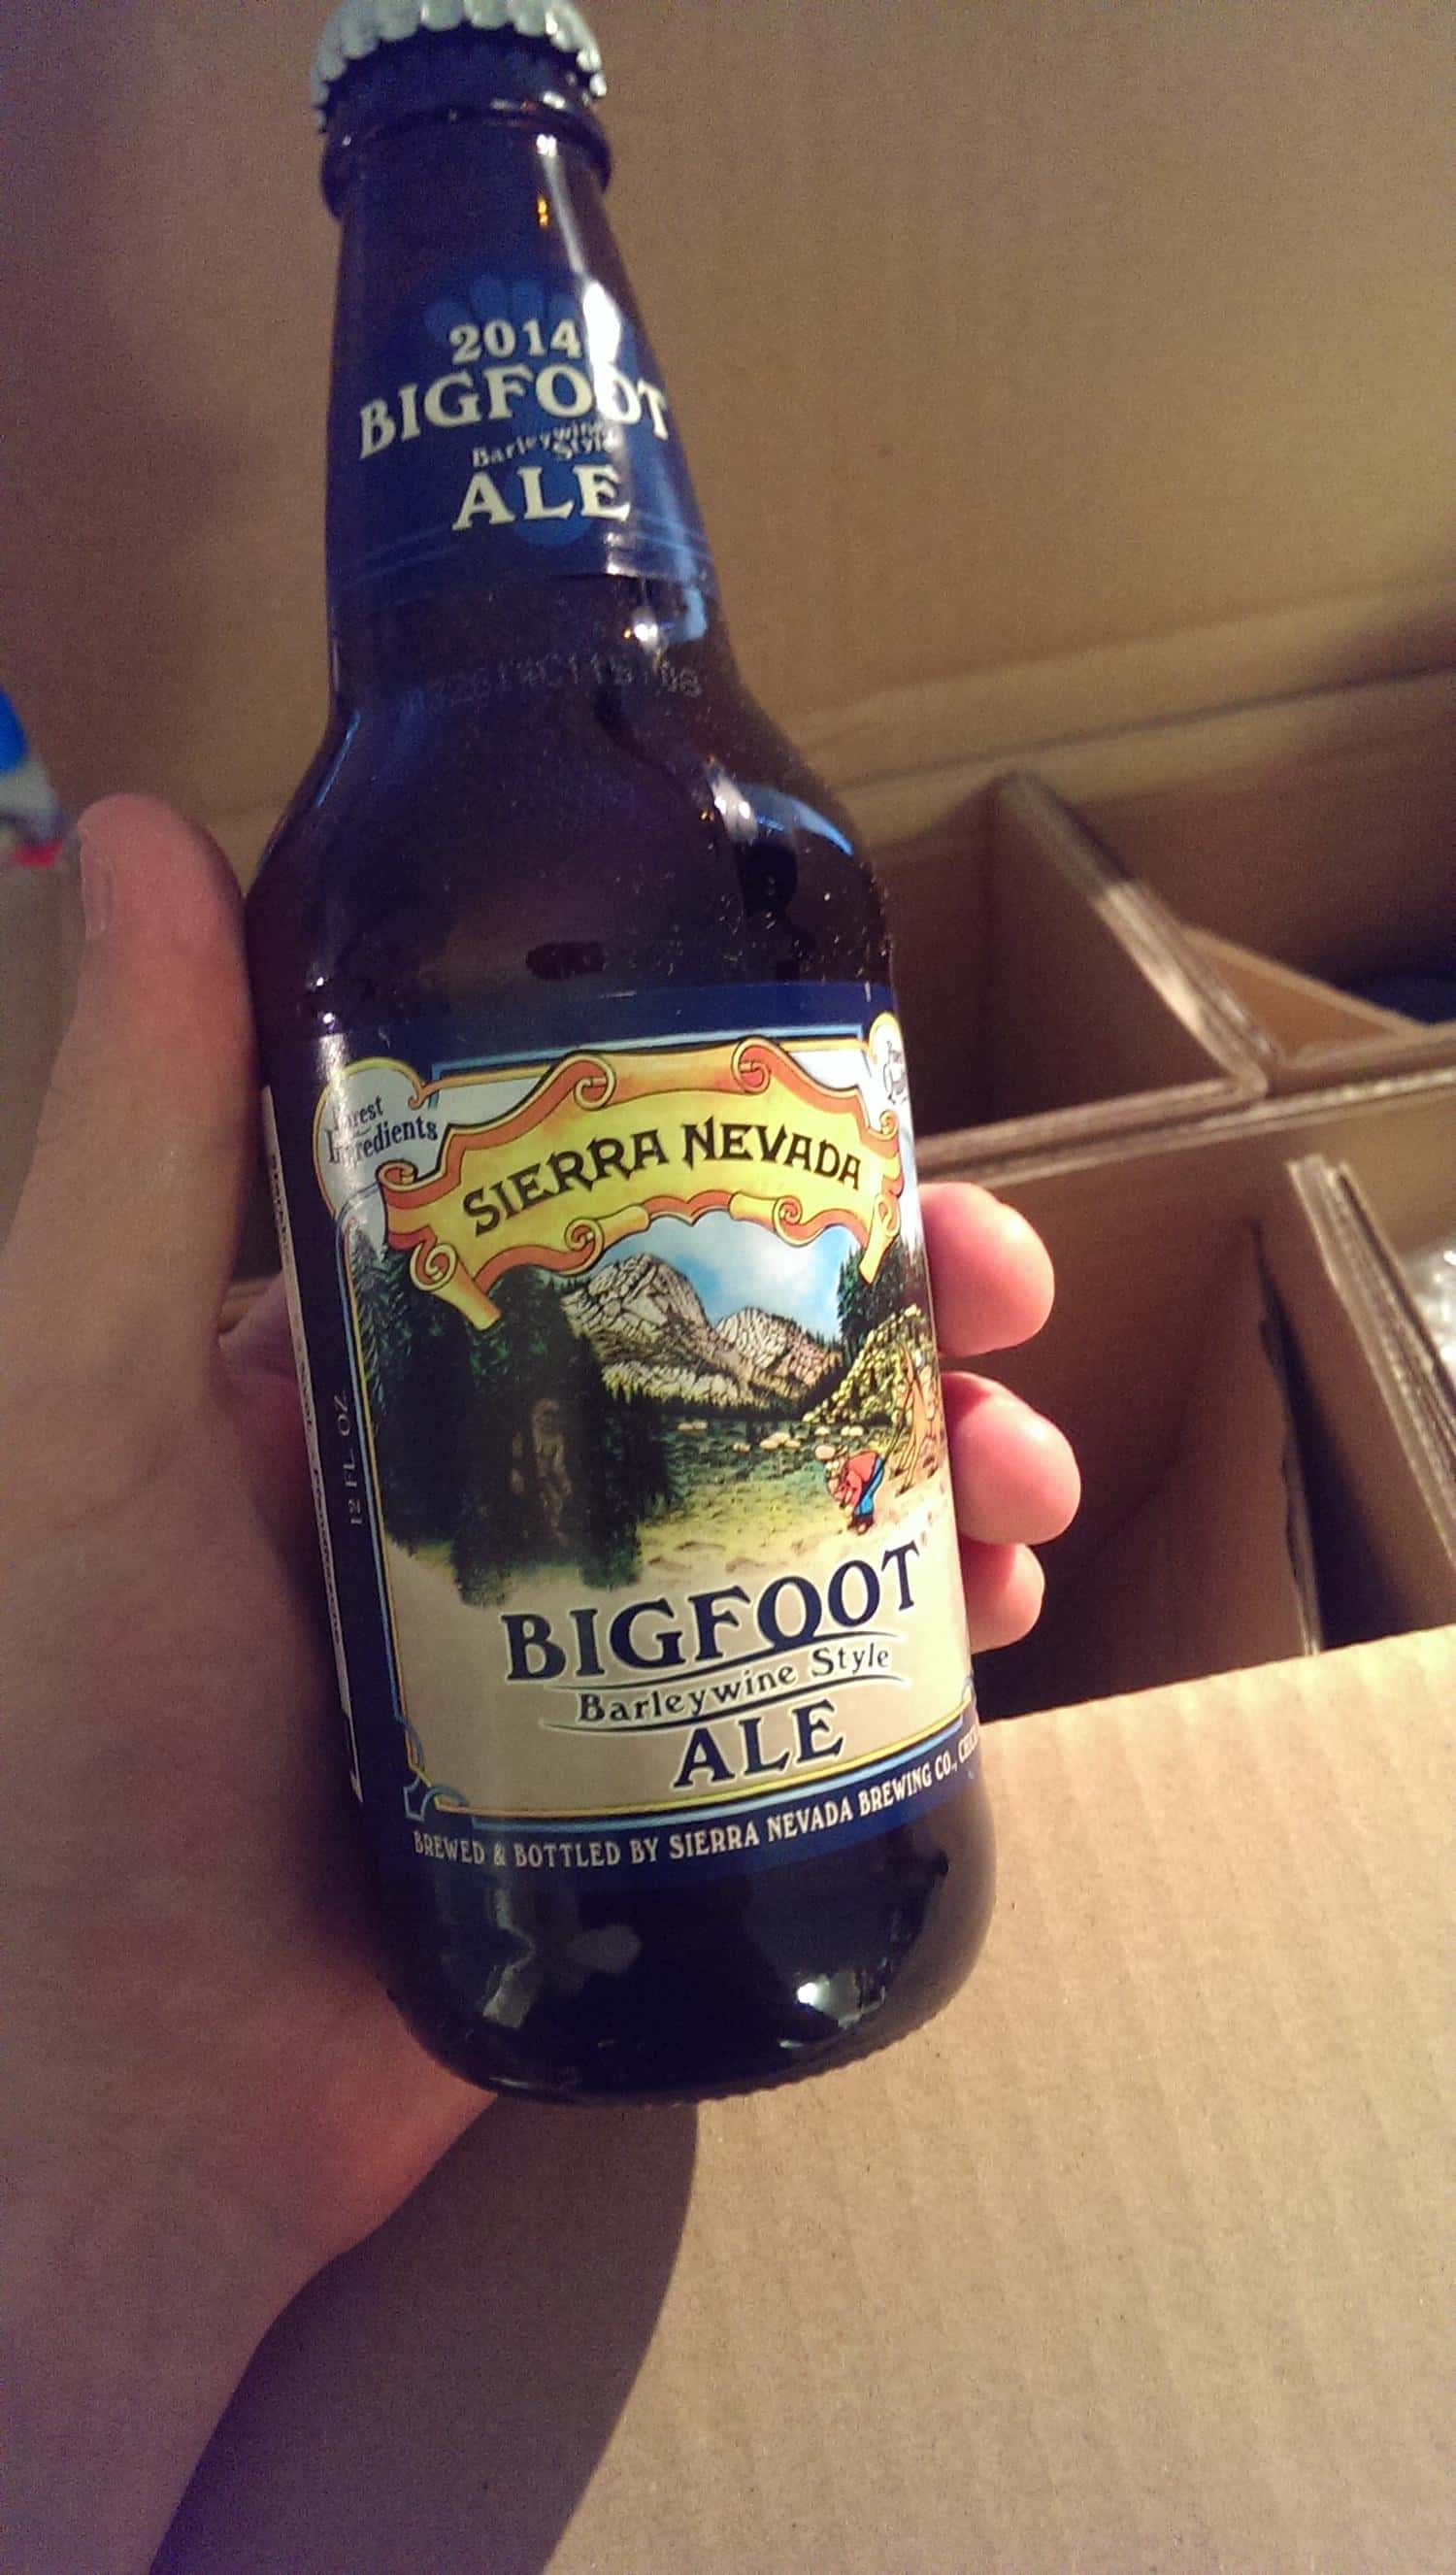 2014
BIGFOOT
Barleywine
Style
ALE
Ingredients
SIERRA NEVADA
12 FL. OZ.
BIGFOOT
Barleywine Style
ALE
BREWED & BOTTLED BY SIERRA NEVADA BREWING CO.,